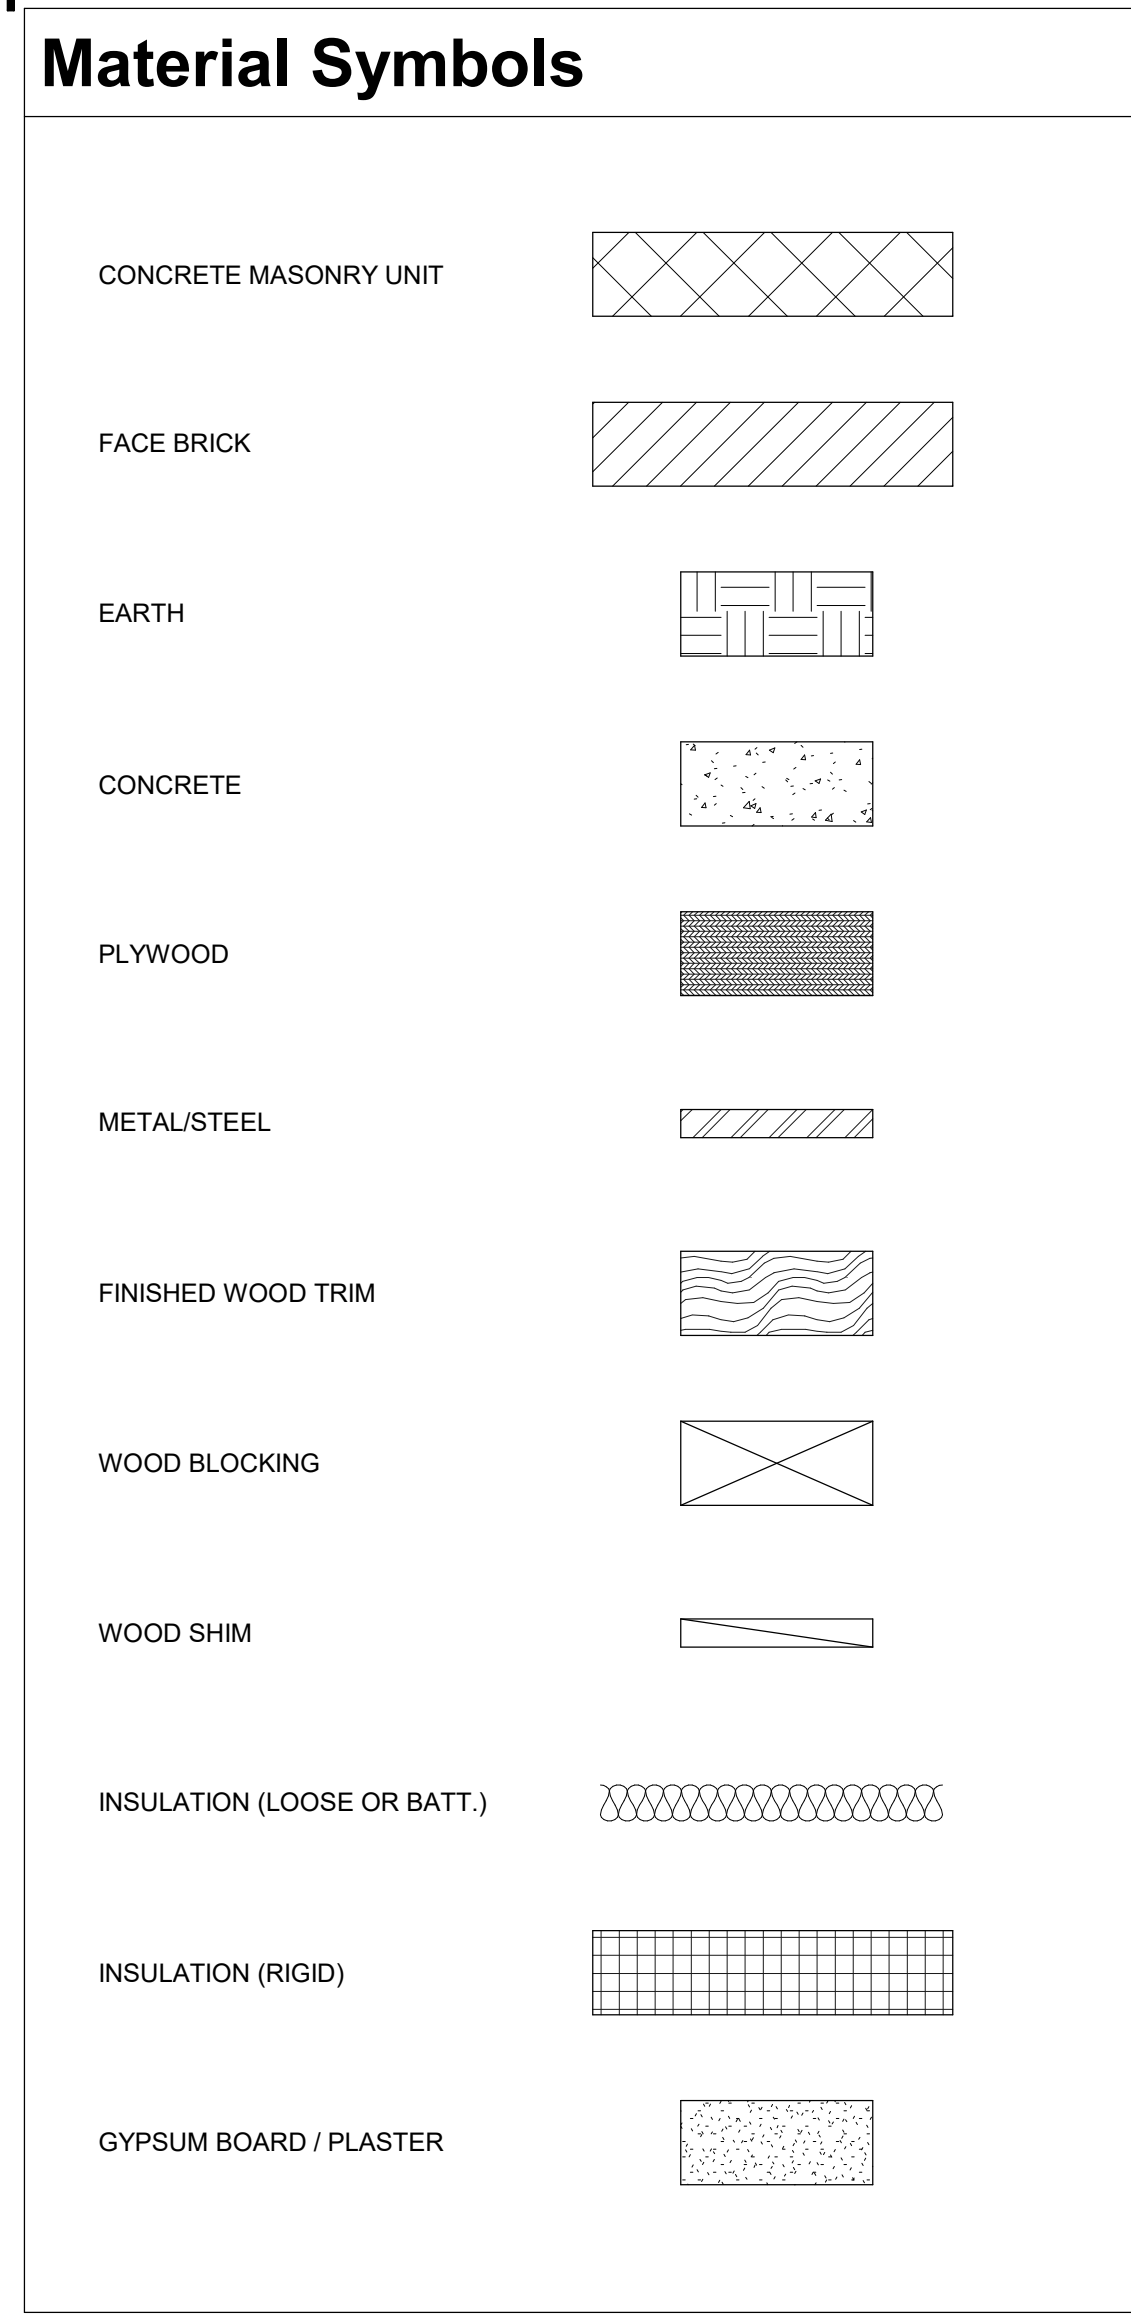 Material Symbols
CONCRETE MASONRY UNIT
FACE BRICK
EARTH
CONCRETE
PLYWOOD
METAL/STEEL
FINISHED WOOD TRIM
WOOD BLOCKING
WOOD SHIM
INSULATION (LOOSE OR BATT.)
INSULATION (RIGID)
GYPSUM BOARD / PLASTER